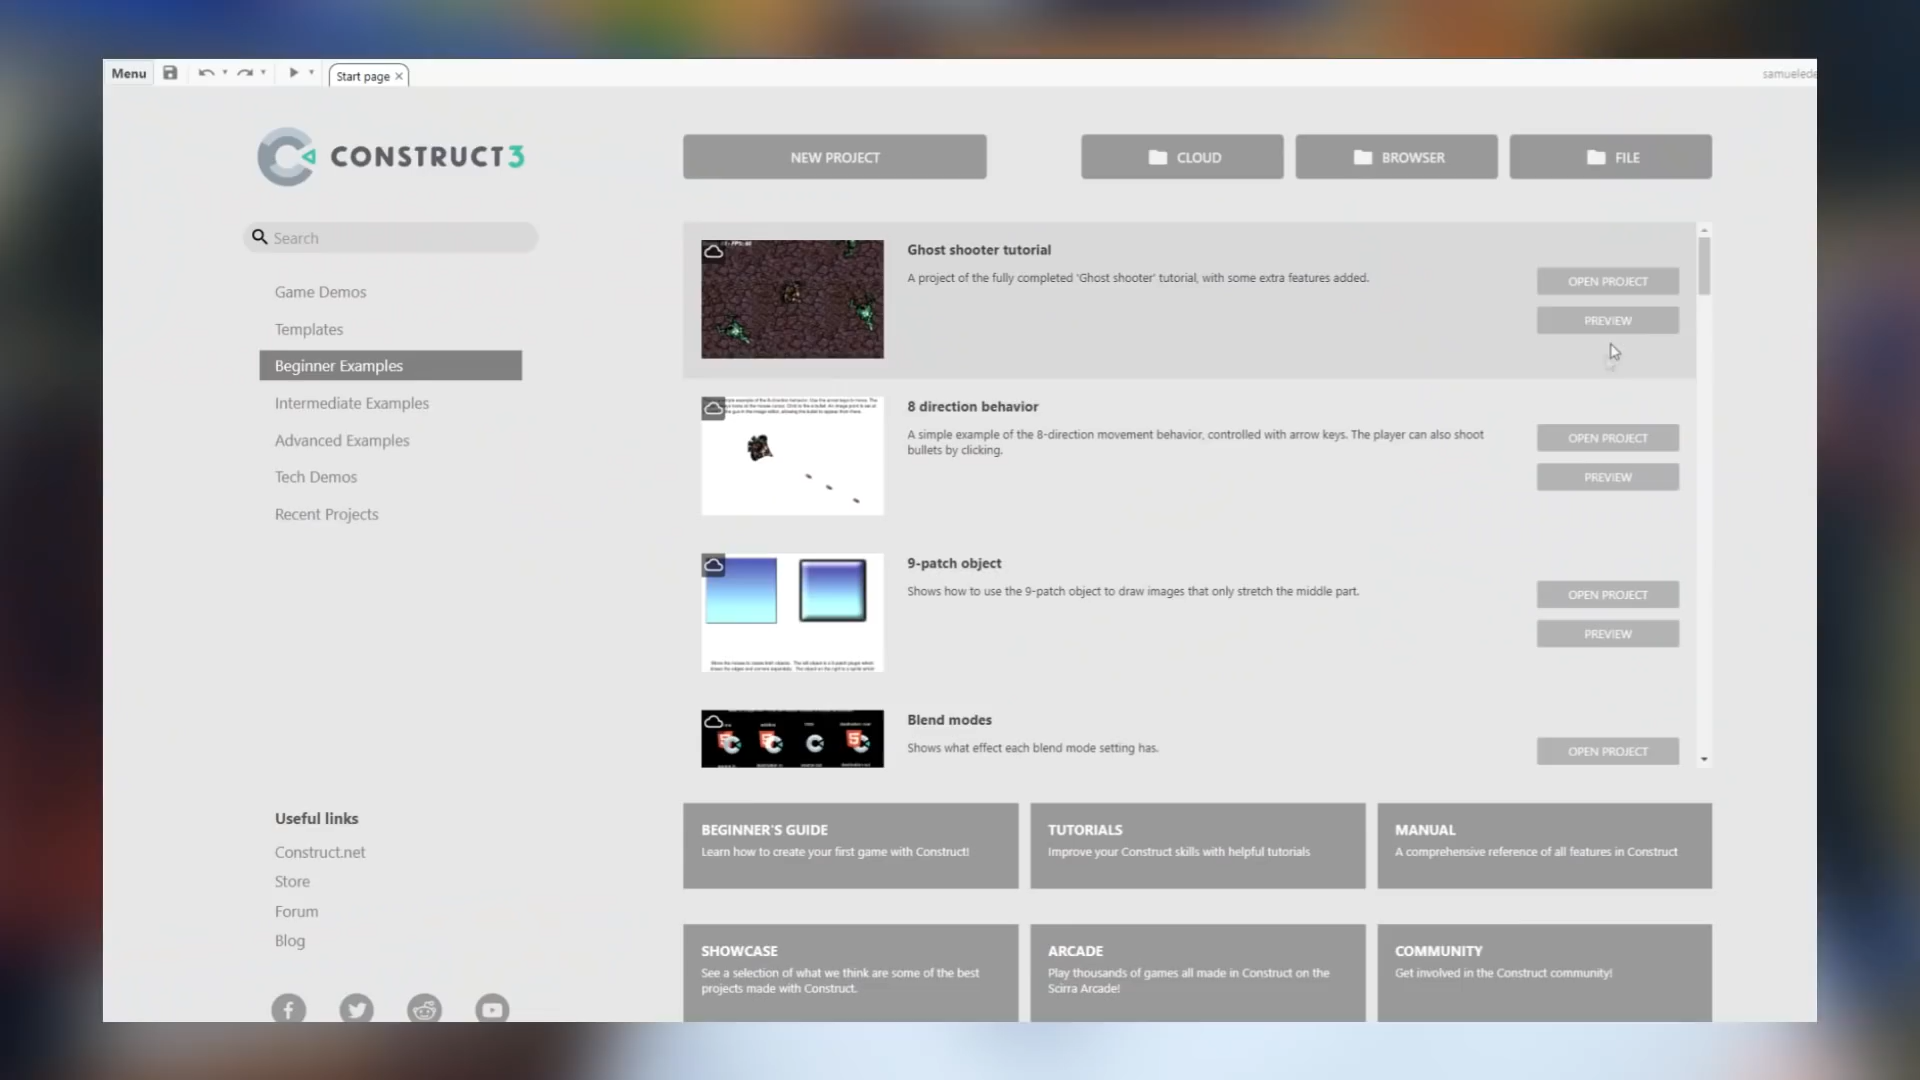 Menu
Start page
samuelede
CONSTRUCT 3
NEW PROJECT
CLOUD
BROWSER
FILE
Search
Game Demos
Templates
Beginner Examples
Intermediate Examples
Advanced Examples
Tech Demos
Recent Projects
Ghost shooter tutorial
A project of the fully completed 'Ghost shooter' tutorial, with some extra features added.
OPEN PROJECT
PREVIEW
8 direction behavior
A simple example of the 8-direction movement behavior, controlled with arrow keys. The player can also shoot
bullets by clicking.
OPEN PROJECT
PREVIEW
9-patch object
Shows how to use the 9-patch object to draw images that only stretch the middle part.
OPEN PROJECT
PREVIEW
Blend modes
Shows what effect each blend mode setting has.
OPEN PROJECT
Useful links
Construct.net
Store
Forum
Blog
BEGINNER'S GUIDE
Learn how to create your first game with Construct!
TUTORIALS
Improve your Construct skills with helpful tutorials
MANUAL
A comprehensive reference of all features in Construct
SHOWCASE
See a selection of what we think are some of the best
projects made with Construct.
ARCADE
Play thousands of games all made in Construct on the
Scirra Arcade!
COMMUNITY
Get involved in the Construct community!